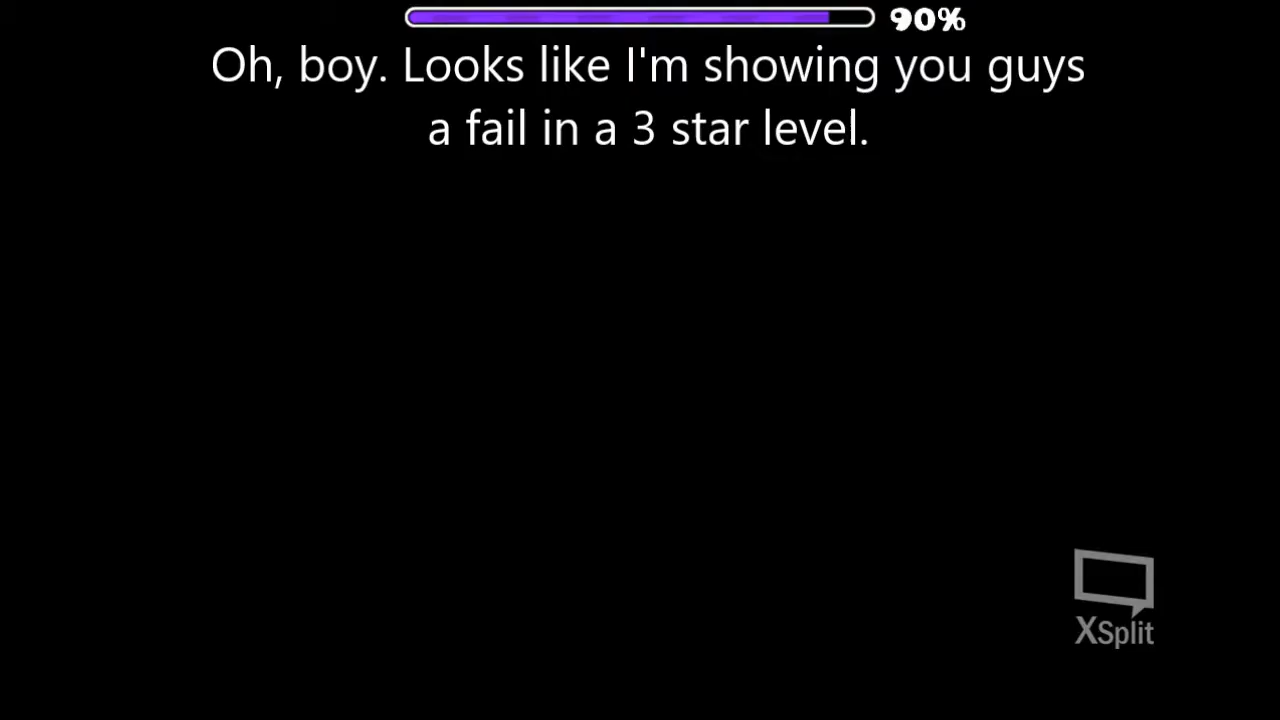 90%
Oh, boy. Looks like I'm showing you guys
a fail in a 3 star level.
XSplit